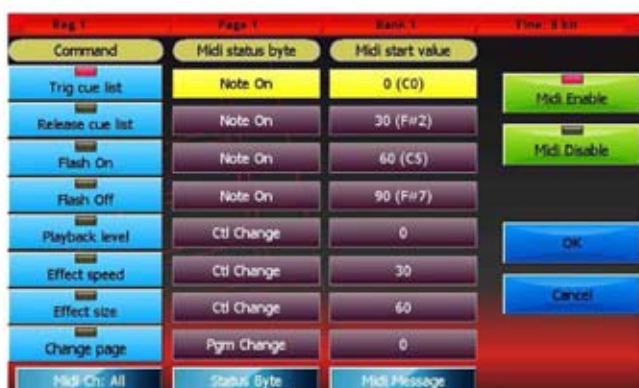 Reg 1 Page 1 Bank 1 Fine: 8 bit
Command Midi status byte Midi start value
Trig cue list Note On 0 (C0)
Midi Enable
Release cue list Note On 30 (F#2)
Midi Disable
Flash On Note On 60 (C5)
Flash Off Note On 90 (F#7)
Playback level Ctl Change 0
OK
Effect speed Ctl Change 30
Cancel
Effect size Ctl Change 60
Change page Pgm Change 0
Midi Ch: All Status Byte Midi Message